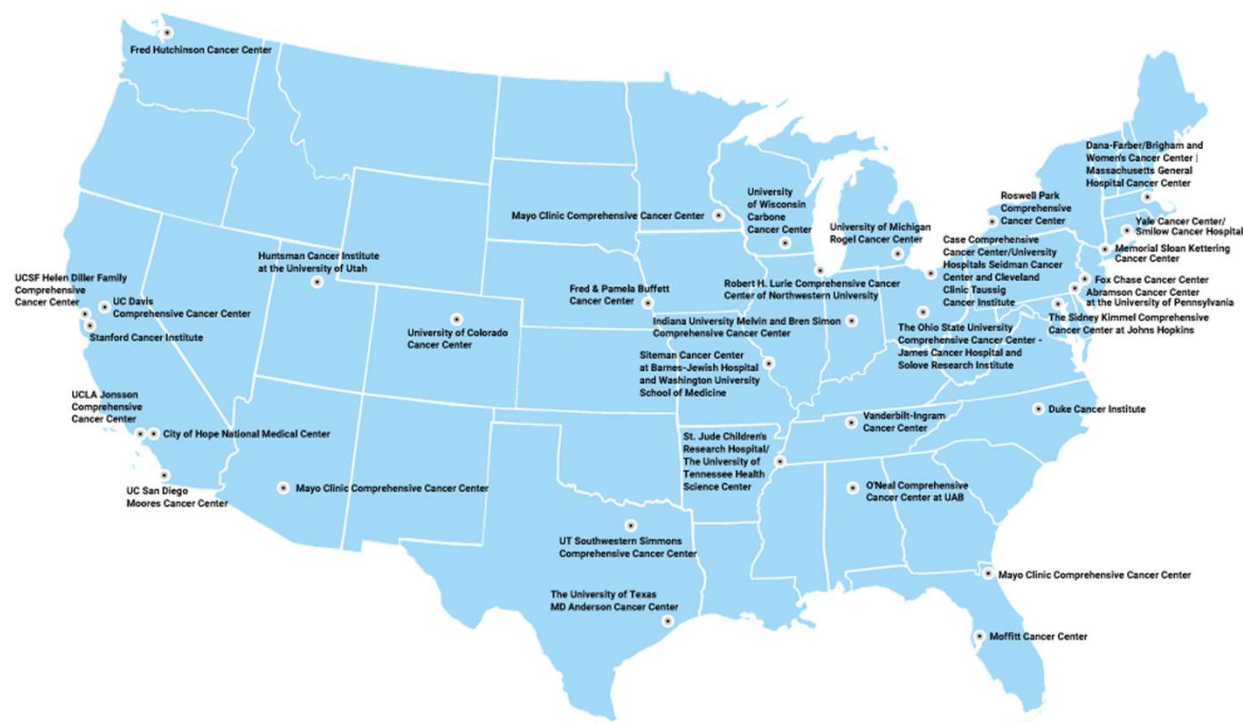 Fred Hutchinson Cancer Center
Dana-Farber/Brigham and
Women's Cancer Center |
Massachusetts General
Hospital Cancer Center
Mayo Clinic Comprehensive Cancer Center
University
of Wisconsin
Carbone
Cancer Center
University of Michigan
Rogel Cancer Center
Roswell Park
Comprehensive
Cancer Center
Yale Cancer Center/
Smilow Cancer Hospital
Memorial Sloan Kettering
Cancer Center
Case Comprehensive
Cancer Center/University
Hospitals Seidman Cancer
Center and Cleveland
Clinic Taussig
Cancer Institute
Fox Chase Cancer Center
Abramson Cancer Center
at the University of Pennsylvania
The Sidney Kimmel Comprehensive
Cancer Center at Johns Hopkins
UCSF Helen Diller Family
Comprehensive
Cancer Center
UC Davis
Comprehensive Cancer Center
Stanford Cancer Institute
Huntsman Cancer Institute
at the University of Utah
University of Colorado
Cancer Center
Fred & Pamela Buffett
Cancer Center
Robert H. Lurie Comprehensive Cancer
Center of Northwestern University
Indiana University Melvin and Bren Simon
Comprehensive Cancer Center
The Ohio State University
Comprehensive Cancer Center -
James Cancer Hospital and
Solove Research Institute
Siteman Cancer Center
at Barnes-Jewish Hospital
and Washington University
School of Medicine
UCLA Jonsson
Comprehensive
Cancer Center
City of Hope National Medical Center
UC San Diego
Moores Cancer Center
Mayo Clinic Comprehensive Cancer Center
St. Jude Children's
Research Hospital/
The University of
Tennessee Health
Science Center
Vanderbilt-Ingram
Cancer Center
Duke Cancer Institute
O'Neal Comprehensive
Cancer Center at UAB
UT Southwestern Simmons
Comprehensive Cancer Center
The University of Texas
MD Anderson Cancer Center
Mayo Clinic Comprehensive Cancer Center
Moffitt Cancer Center